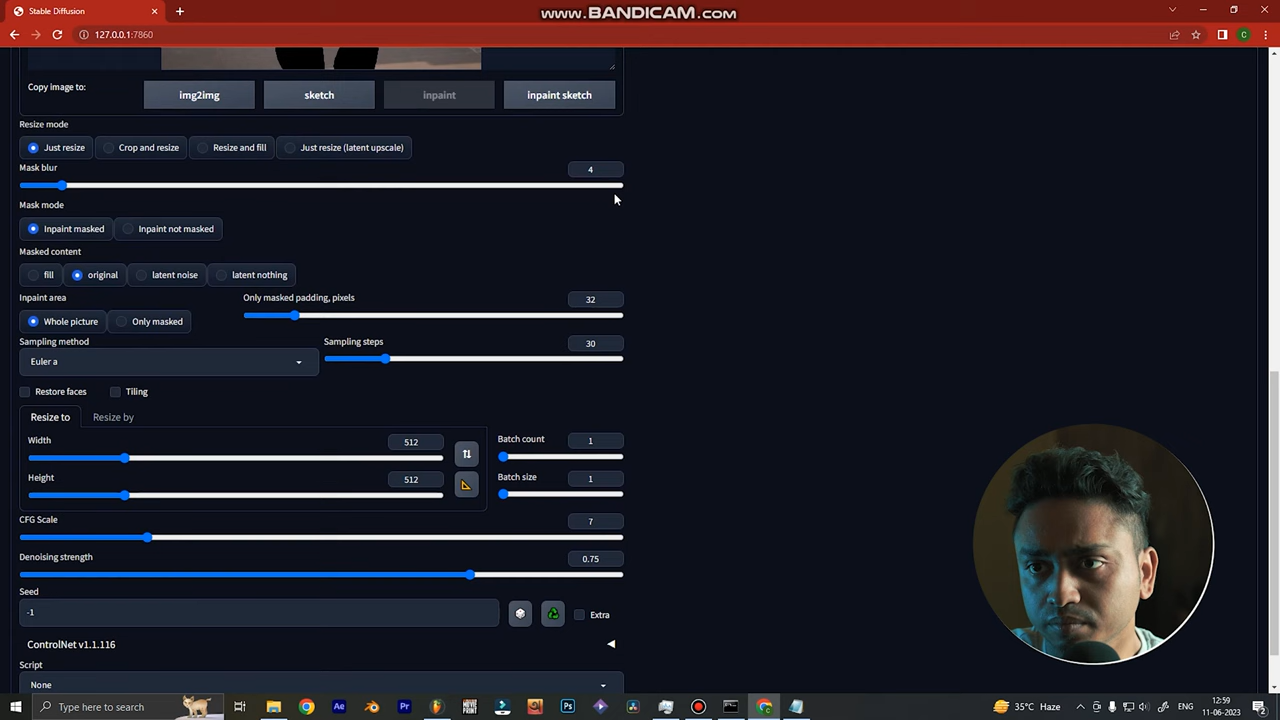 www.BANDICAM.com
Stable Diffusion
127.0.0.1:7860
C
Copy image to:
img2img
sketch
inpaint
inpaint sketch
Resize mode
Just resize
Crop and resize
Resize and fill
Just resize (latent upscale)
Mask blur
4
Mask mode
Inpaint masked
Inpaint not masked
Masked content
fill
original
latent noise
latent nothing
Inpaint area
Only masked padding, pixels
32
Whole picture
Only masked
Sampling method
Sampling steps
30
Euler a
Restore faces
Tiling
Resize to
Resize by
Width
512
Batch count
1
Height
512
Batch size
1
CFG Scale
7
Denoising strength
0.75
Seed
-1
Extra
ControlNet v1.1.116
Script
None
Type here to search
Ae
Pr
Ps
35°C Haze
ENG
12:59
11-06-2023